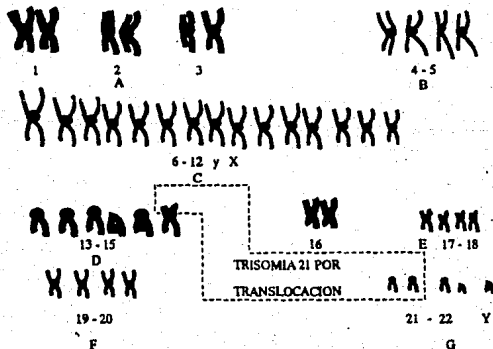 1 2 3 4 - 5
A B
6 - 12 y X
C
13 - 15 16 E 17 - 18
D
TRISOMIA 21 POR
TRANSLOCACION
19 - 20 21 - 22 Y
F G